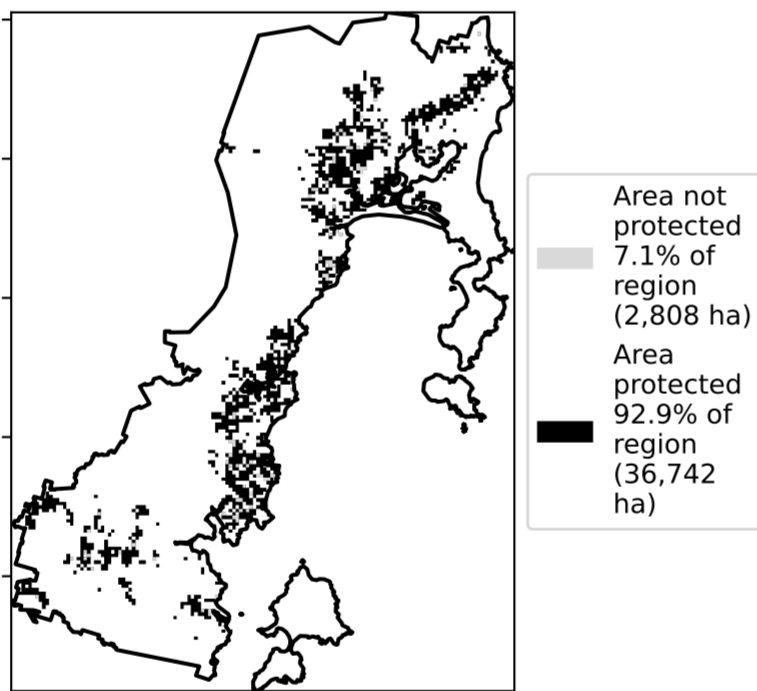 Area not
protected
7.1% of
region
(2,808 ha)
Area
protected
92.9% of
region
(36,742
ha)